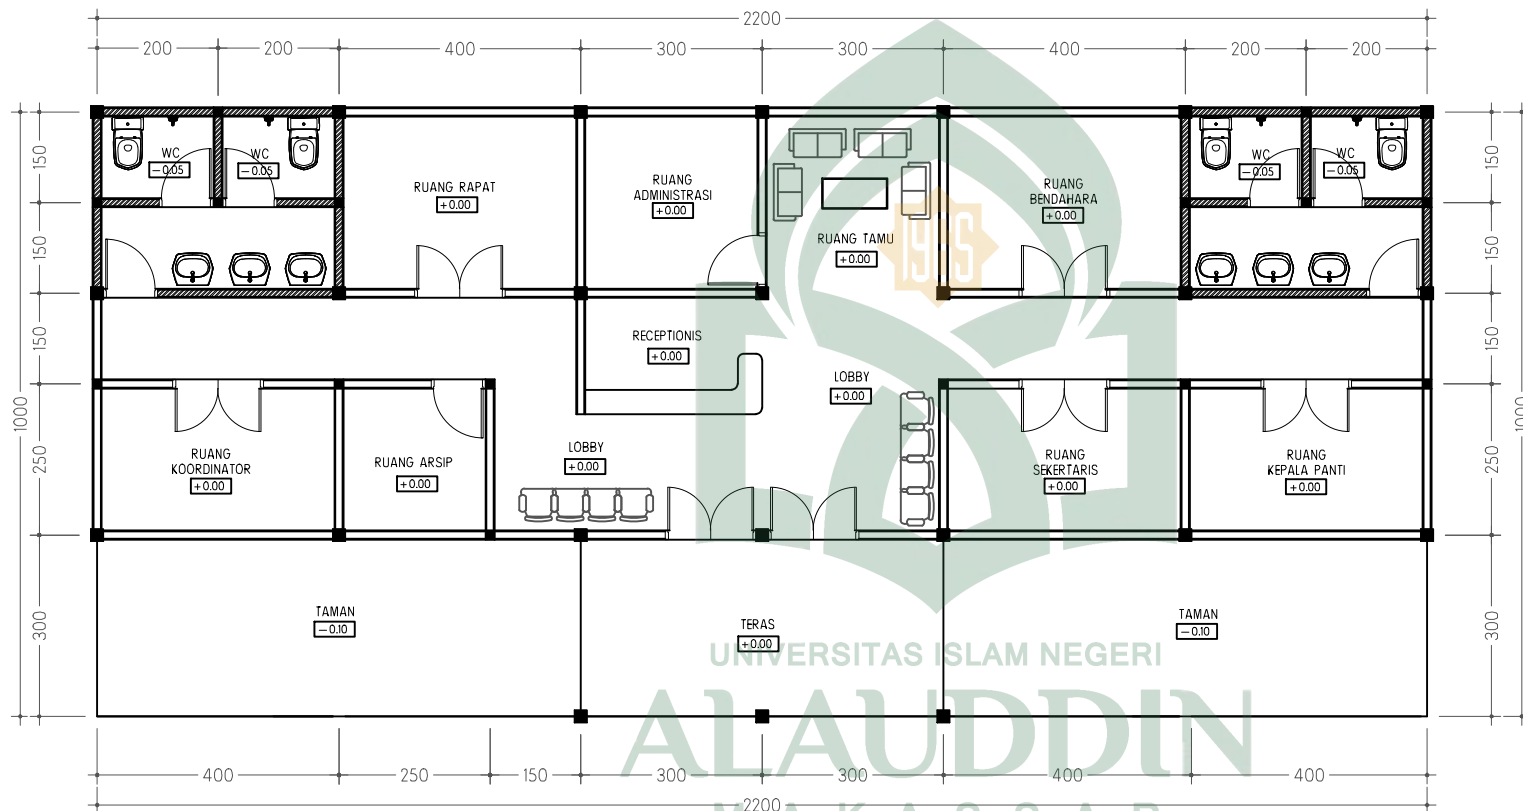 2200
200 200 400 300 300 400 200 200
150 150
WC WC WC WC
-0.05 -0.05 -0.05 -0.05
RUANG RAPAT
+0.00
RUANG
ADMINISTRASI
+0.00
RUANG
BENDAHARA
+0.00
RUANG TAMU
+0.00
1965
150 150
RECEPTIONIS
+0.00
150 150
LOBBY
+0.00
1000 1000
LOBBY
+0.00
RUANG
KOORDINATOR
+0.00
RUANG ARSIP
+0.00
RUANG
SEKERTARIS
+0.00
RUANG
KEPALA PANTI
+0.00
250 250
TAMAN
-0.10
TERAS
+0.00
TAMAN
-0.10
300 300
UNIVERSITAS ISLAM NEGERI
ALAUDDIN
400 250 150 300 300 400 400
MAKASSAR
2200